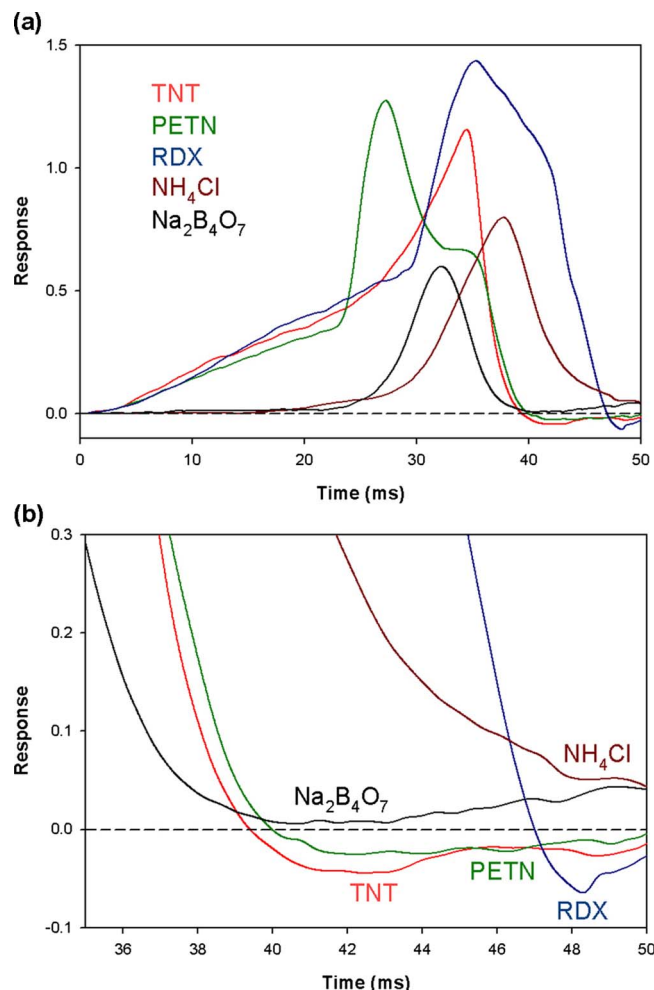 (a)
1.5
1.0
0.5
0.0
Response
TNT
PETN
RDX
NH₄Cl
Na₂B₄O₇
0 10 20 30 40 50
Time (ms)
(b)
0.3
0.2
0.1
0.0
-0.1
Response
NH₄Cl
Na₂B₄O₇
PETN
TNT
RDX
36 38 40 42 44 46 48 50
Time (ms)